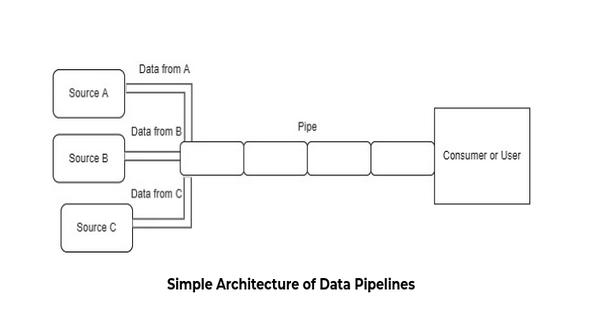 Data from A
Source A
Pipe
Data from B
Source B
Consumer or User
Data from C
Source C
Simple Architecture of Data Pipelines